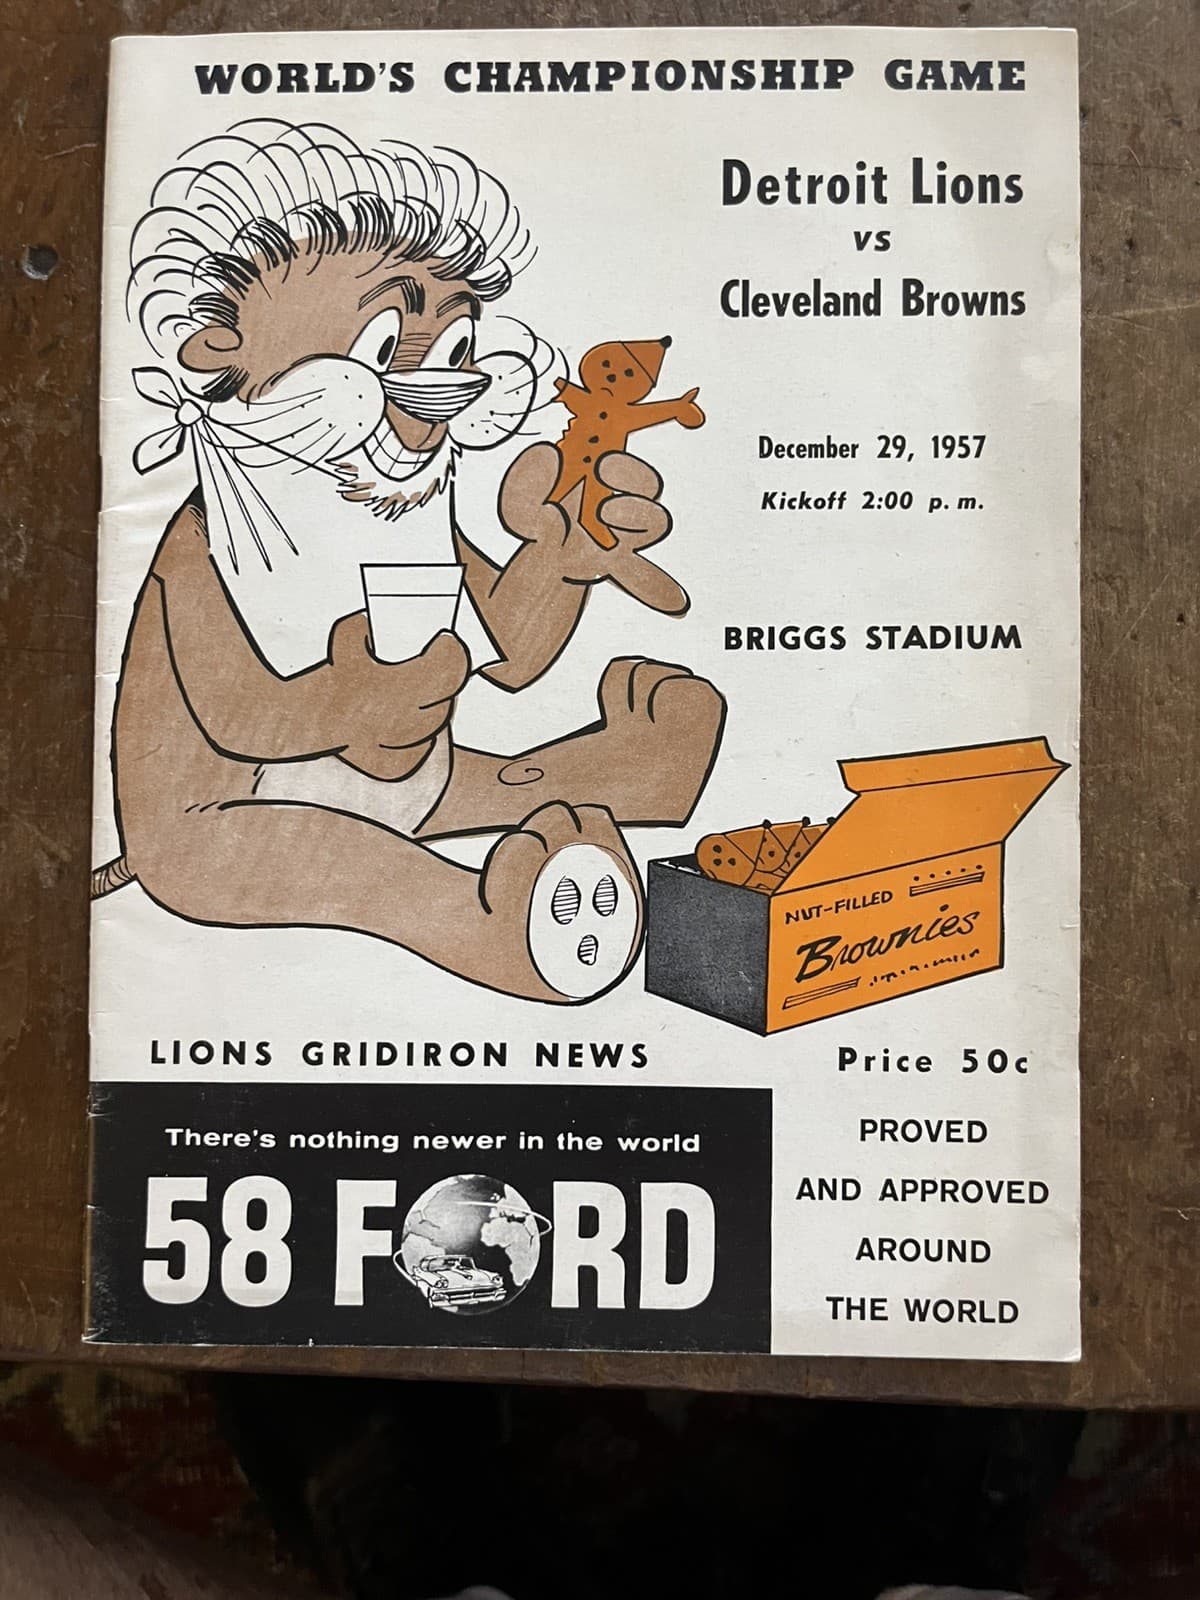 WORLD'S CHAMPIONSHIP GAME
Detroit Lions
vs
Cleveland Browns
December 29, 1957
Kickoff 2:00 p. m.
BRIGGS STADIUM
NUT-FILLED
Brownies
LIONS GRIDIRON NEWS
Price 50c
There's nothing newer in the world
58 FORD
PROVED
AND APPROVED
AROUND
THE WORLD